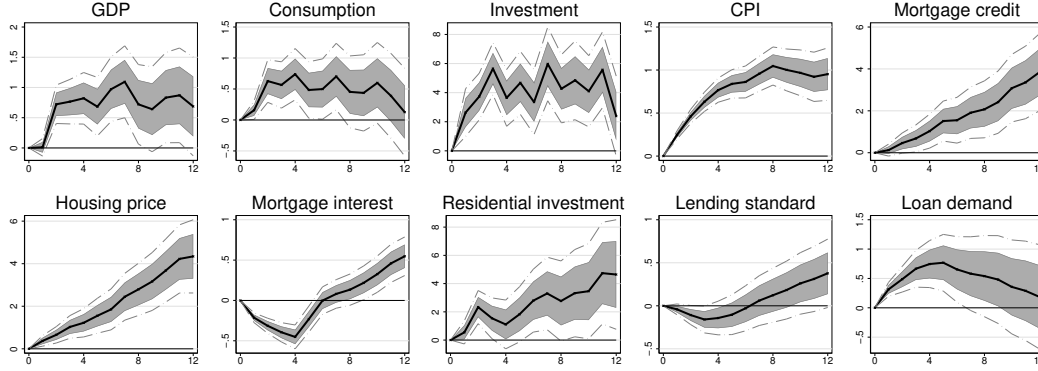 GDP Consumption Investment CPI Mortgage credit
2 1.5 1 .5 0
1.5 1 .5 0 -.5
8 6 4 2 0
1.5 1 .5 0
6 4 2 0
0 4 8 12 0 4 8 12 0 4 8 12 0 4 8 12 0 4 8 12
Housing price Mortgage interest Residential investment Lending standard Loan demand
6 4 2 0
1 .5 0 -.5
8 6 4 2 0
1 .5 0 -.5
1.5 1 .5 0 -.5
0 4 8 12 0 4 8 12 0 4 8 12 0 4 8 12 0 4 8 12